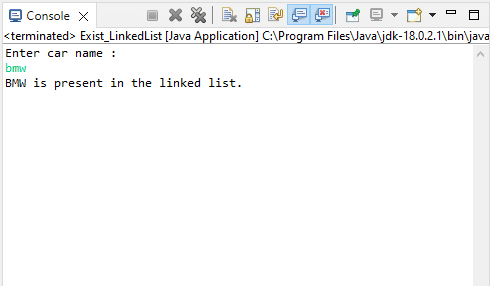 Console
<terminated> Exist_LinkedList [Java Application] C:\Program Files\Java\jdk-18.0.2.1\bin\java
Enter car name :
bmw
BMW is present in the linked list.